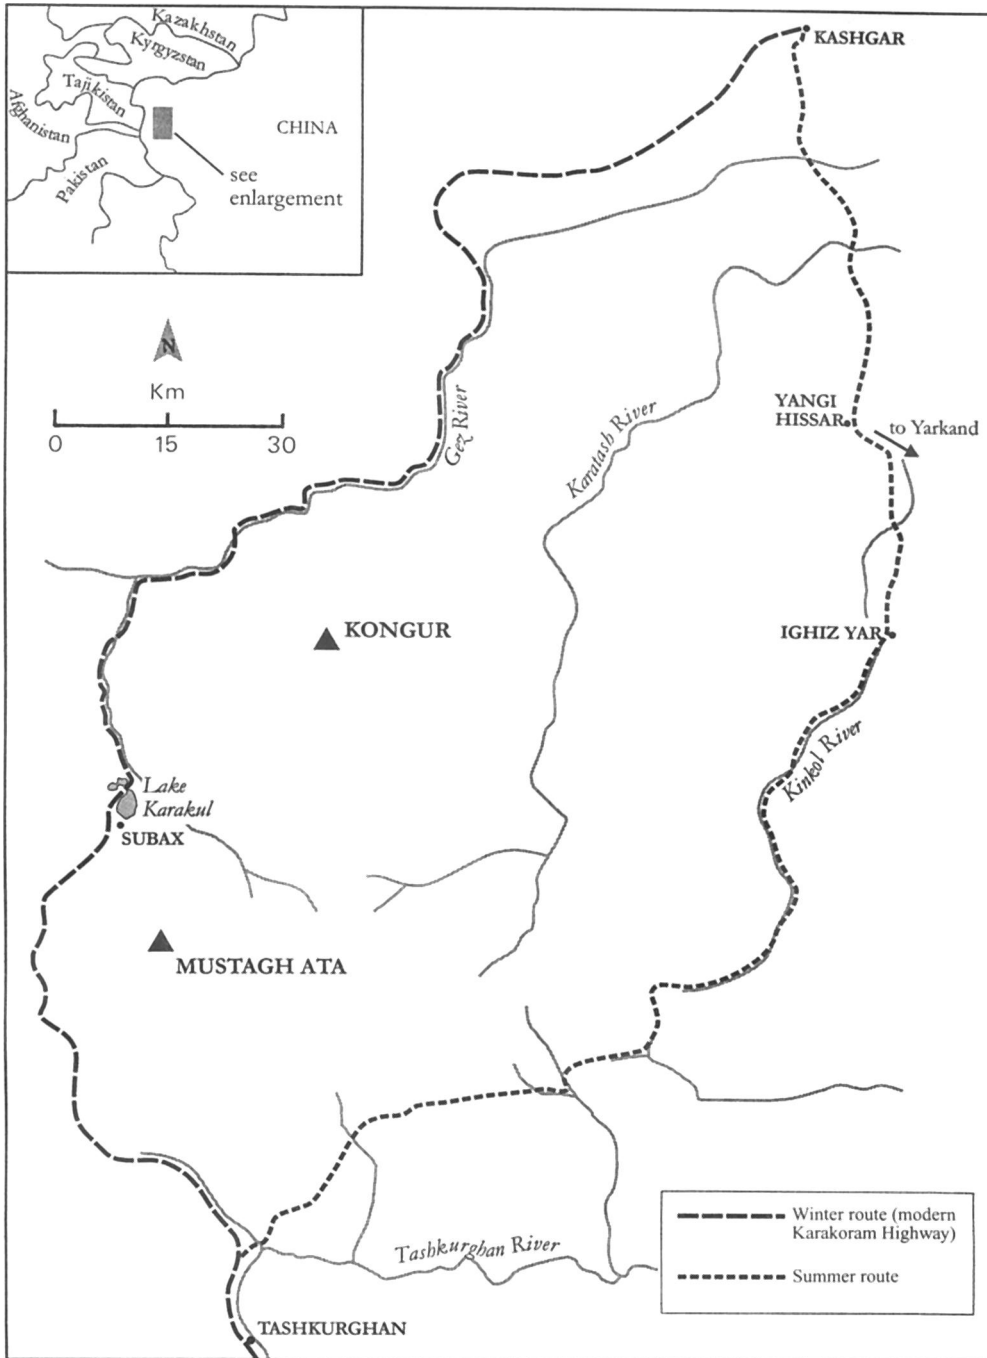 Kazakhstan
Kyrgyzstan
Tajikistan
Afghanistan
Pakistan
CHINA
see
enlargement
KASHGAR
N
Km
0 15 30
Gez River
Karatash River
YANGI
HISSAR
to Yarkand
KONGUR
IGHIZ YAR
Kinkol River
Lake
Karakul
SUBAX
MUSTAGH ATA
Tashkurghan River
TASHKURGHAN
Winter route (modern
Karakoram Highway)
Summer route